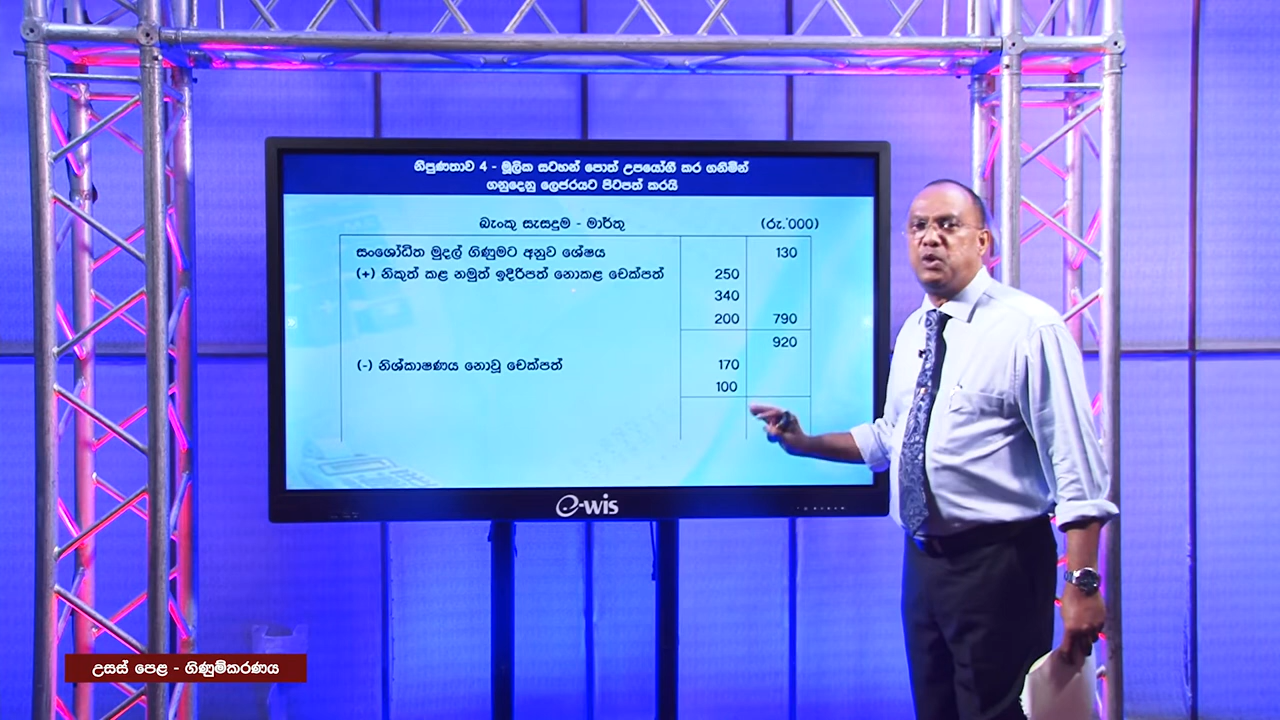 නිපුණතාව 4 - මූලික සටහන් පොත් උපයෝගී කර ගනිමින්
ගනුදෙනු ලෙජරයට පිටපත් කරයි
බැංකු සැසඳුම - මාර්තු (රු.'000)
සංශෝධිත මුදල් ගිණුමට අනුව ශේෂය 130
(+) නිකුත් කළ නමුත් ඉදිරිපත් නොකළ චෙක්පත් 250
340
200 790
920
(-) නිශ්කාෂණය නොවූ චෙක්පත් 170
100
e-wis
උසස් පෙළ - ගිණුම්කරණය